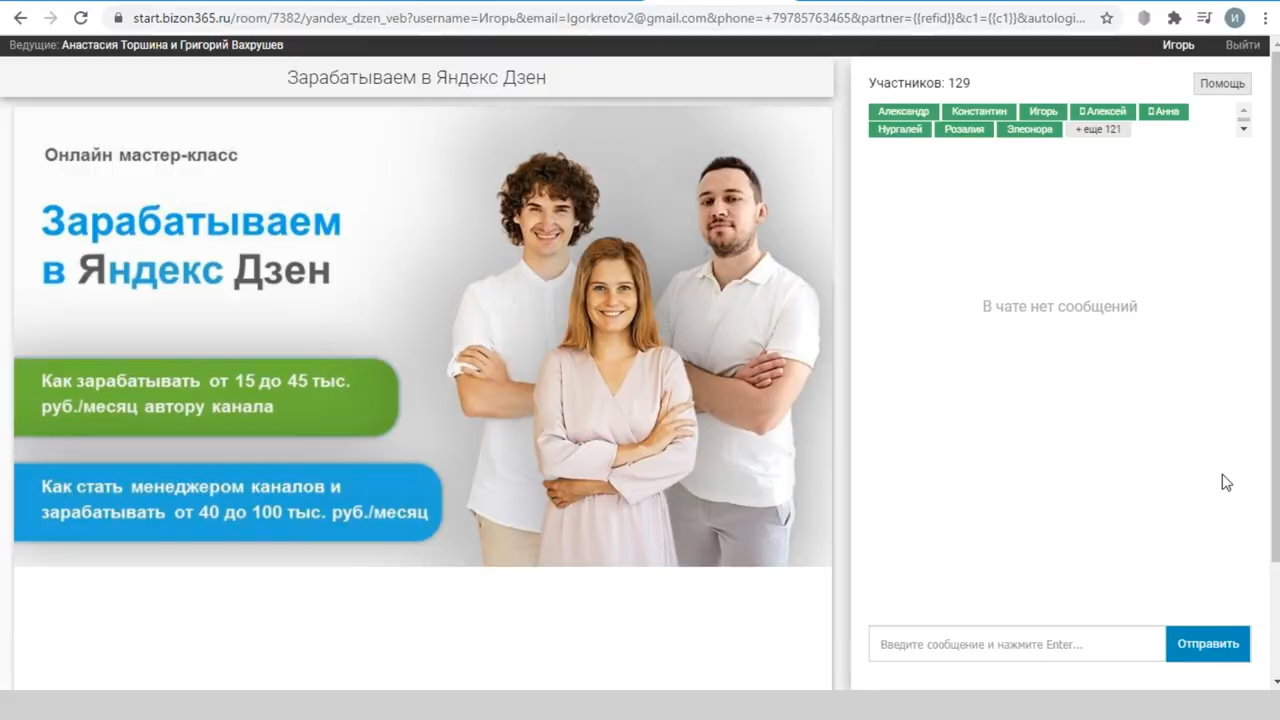 start.bizon365.ru/room/7382/yandex_dzen_veb?username=Игорь&email=Igorkretov2@gmail.com&phone=+79785763465&partner={{refid}}&c1={{c1}}&autologi...
И
Ведущие: Анастасия Торшина и Григорий Вахрушев
Игорь
Выйти
Зарабатываем в Яндекс Дзен
Участников: 129
Помощь
Александр Константин Игорь Алексей Анна
Нургалей Розалия Элеонора + еще 121
Онлайн мастер-класс
Зарабатываем
в Яндекс Дзен
Как зарабатывать от 15 до 45 тыс.
руб./месяц автору канала
Как стать менеджером каналов и
зарабатывать от 40 до 100 тыс. руб./месяц
В чате нет сообщений
Введите сообщение и нажмите Enter...
Отправить